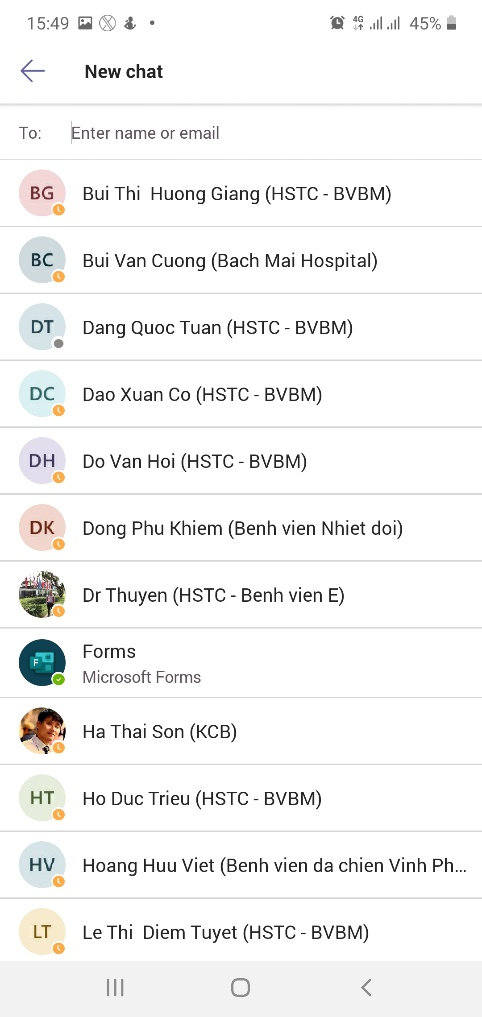 15:49 4G 45%
New chat
To: Enter name or email
BG Bui Thi  Huong Giang (HSTC - BVBM)
BC Bui Van Cuong (Bach Mai Hospital)
DT Dang Quoc Tuan (HSTC - BVBM)
DC Dao Xuan Co (HSTC - BVBM)
DH Do Van Hoi (HSTC - BVBM)
DK Dong Phu Khiem (Benh vien Nhiet doi)
Dr Thuyen (HSTC - Benh vien E)
F Forms
Microsoft Forms
Ha Thai Son (KCB)
HT Ho Duc Trieu (HSTC - BVBM)
HV Hoang Huu Viet (Benh vien da chien Vinh Ph...
LT Le Thi  Diem Tuyet (HSTC - BVBM)